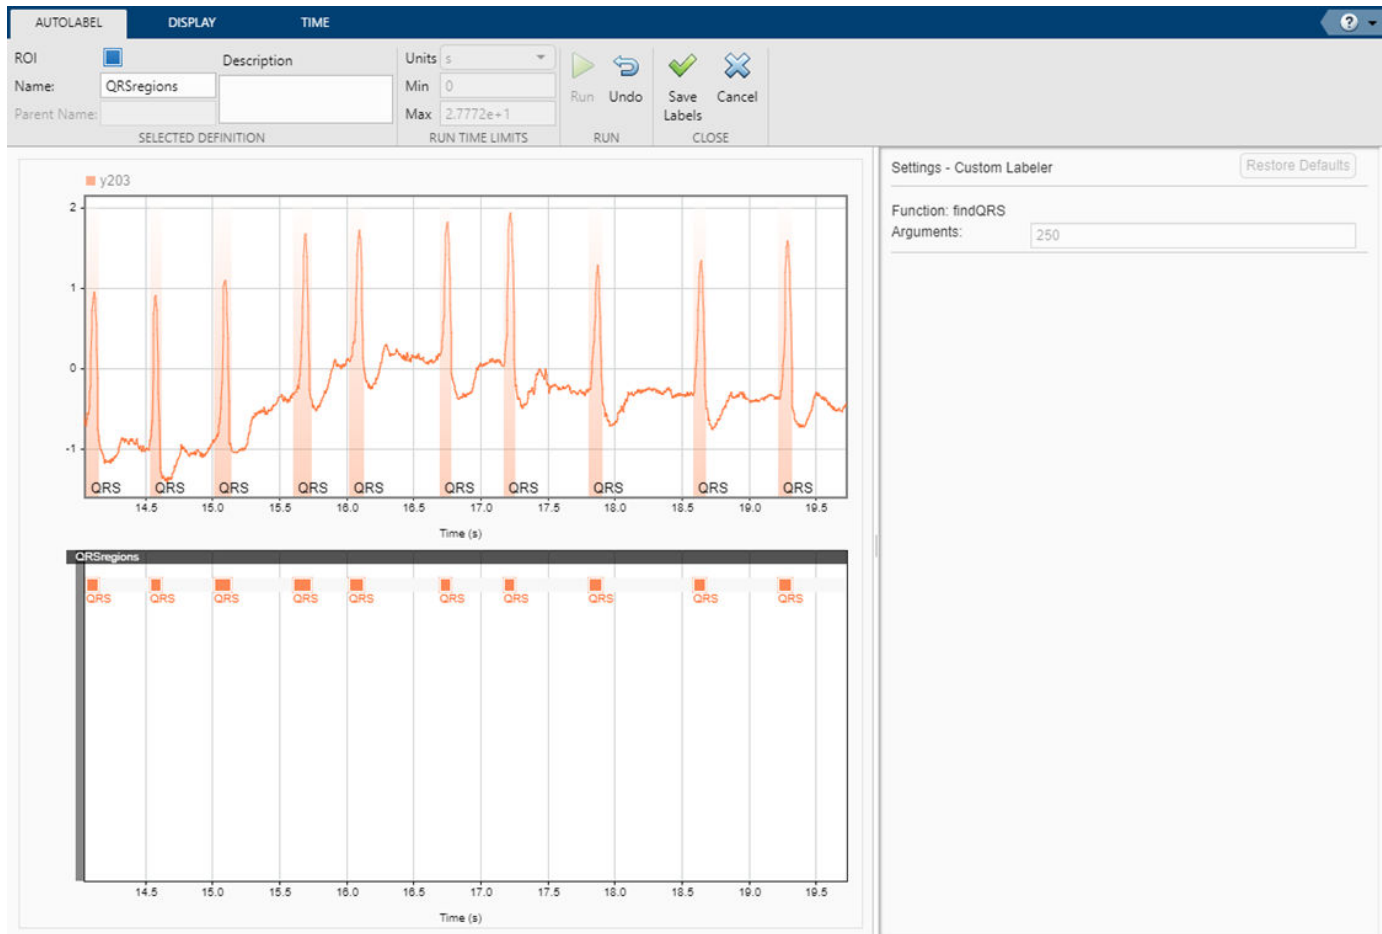 AUTOLABEL DISPLAY TIME ?
ROI Description Units s
Name: QRSregions Min 0 Run Undo Save Labels Cancel
Parent Name: Max 2.7772e+1
SELECTED DEFINITION RUN TIME LIMITS RUN CLOSE
Settings - Custom Labeler Restore Defaults
Function: findQRS
Arguments: 250
y203
2
1
0
-1
QRS QRS QRS QRS QRS QRS QRS QRS QRS QRS
14.5 15.0 15.5 16.0 16.5 17.0 17.5 18.0 18.5 19.0 19.5
Time (s)
QRSregions
QRS QRS QRS QRS QRS QRS QRS QRS QRS QRS
14.5 15.0 15.5 16.0 16.5 17.0 17.5 18.0 18.5 19.0 19.5
Time (s)